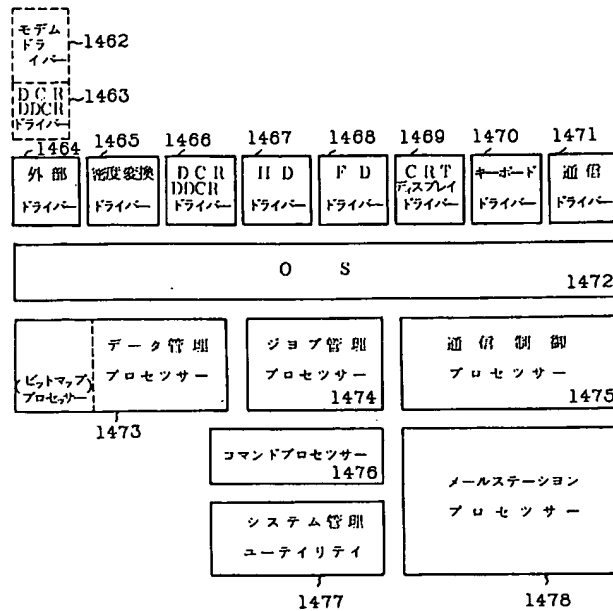 モデム
ドラ
イバー
1462
DCR
DDCR
ドライバー
1463
1464
1465
1466
1467
1468
1469
1470
1471
外部
ドライバー
密度変換
ドライバー
DCR
DDCR
ドライバー
HD
ドライバー
FD
ドライバー
CRT
ディスプレイ
ドライバー
キーボード
ドライバー
通信
ドライバー
OS
1472
(ビットマップ)
プロセッサー
データ管理
プロセツサー
1473
ジョブ管理
プロセツサー
1474
通信制御
プロセツサー
1475
コマンドプロセツサー
1476
システム管理
ユーテイリテイ
1477
メールステーション
プロセツサー
1478